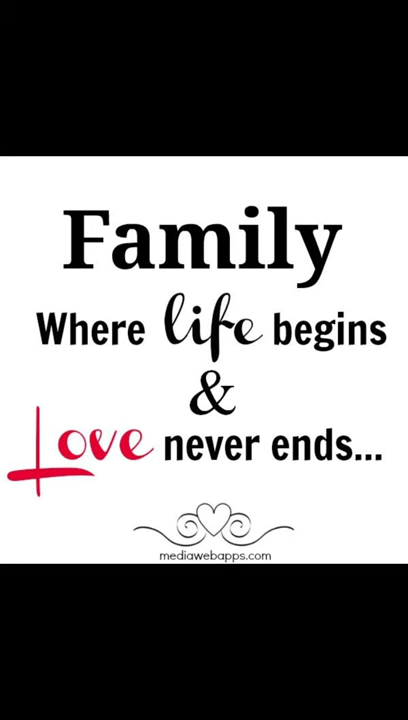 Family
Where life begins
&
Love never ends...
mediawebapps.com